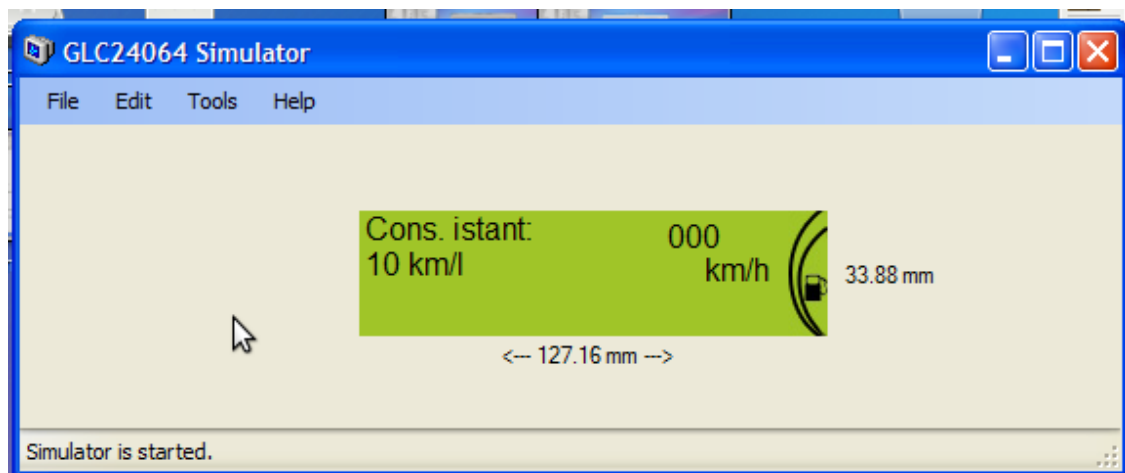 GLC24064 Simulator
File Edit Tools Help
Cons. istant:
10 km/l
000
km/h
33.88 mm
<--- 127.16 mm --->
Simulator is started.